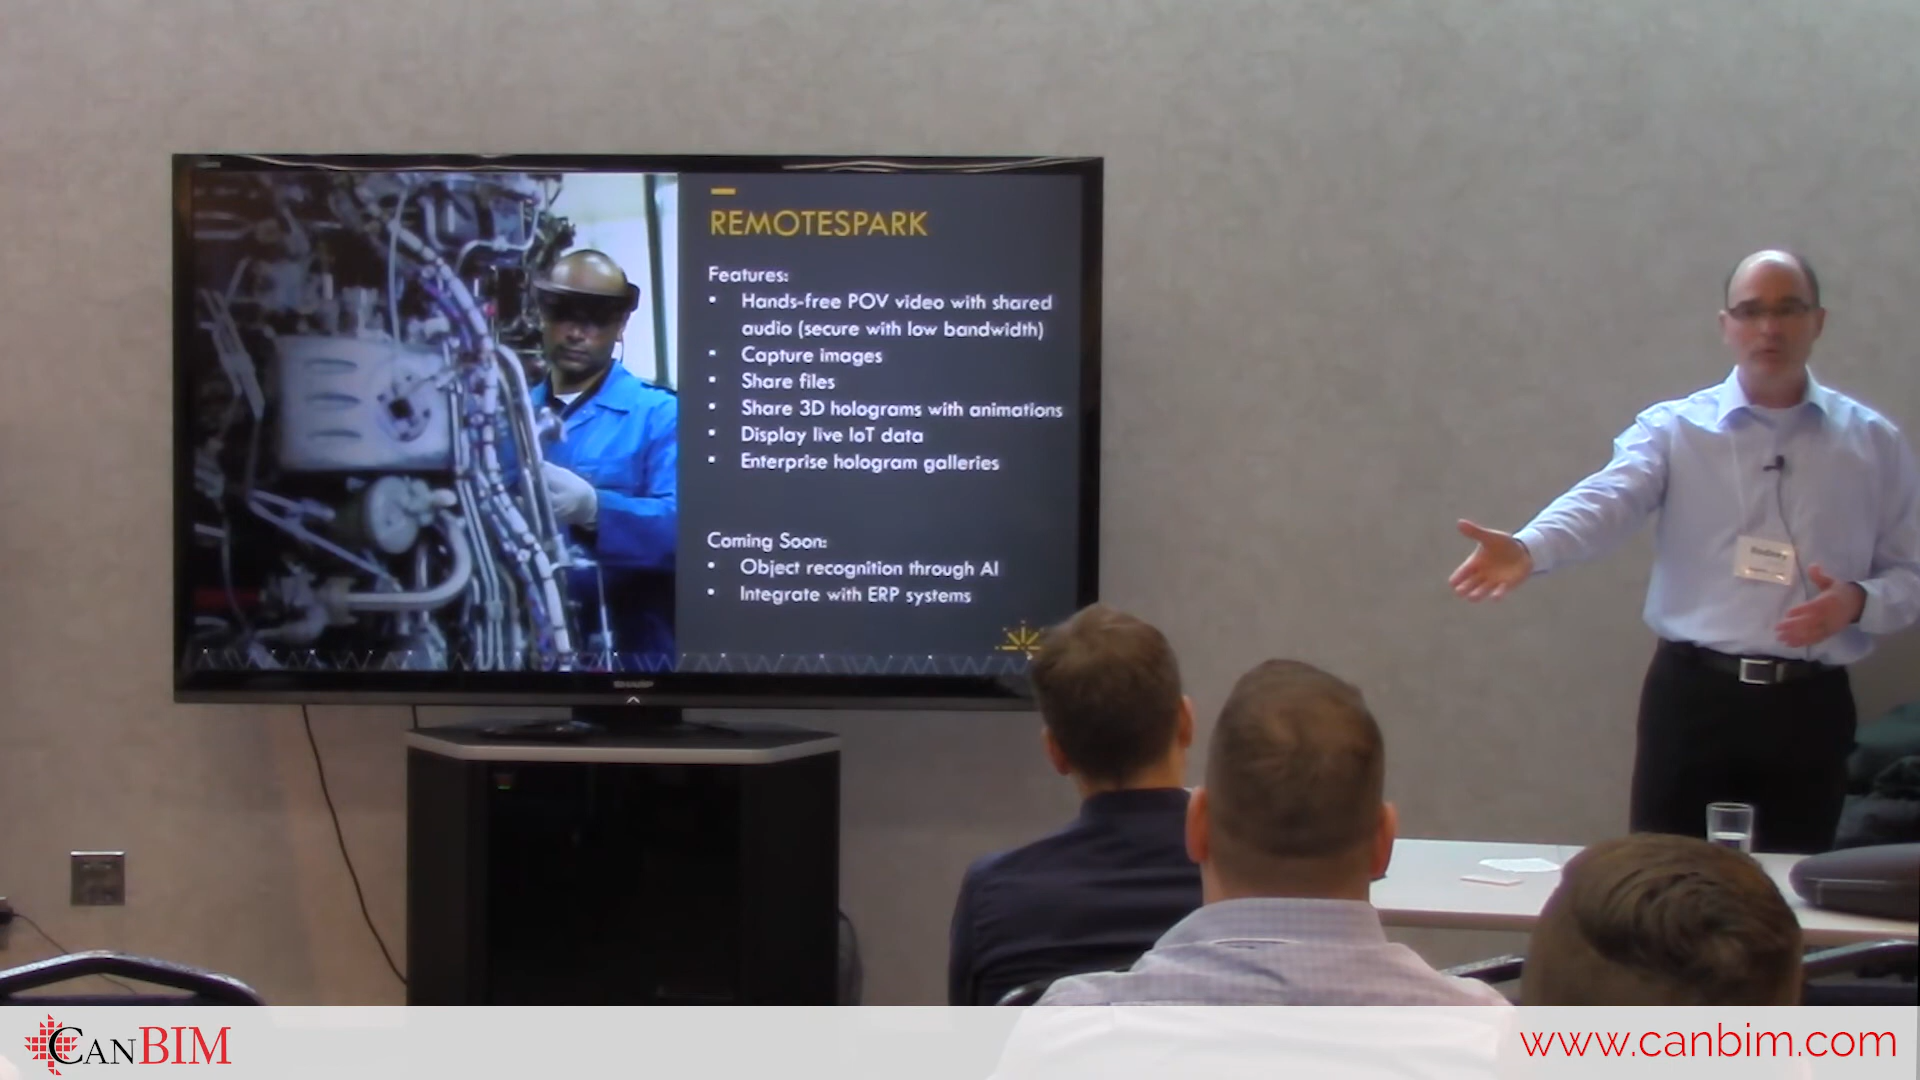 REMOTESPARK
Features:
• Hands-free POV video with shared
audio (secure with low bandwidth)
• Capture images
• Share files
• Share 3D holograms with animations
• Display live IoT data
• Enterprise hologram galleries
Coming Soon:
• Object recognition through AI
• Integrate with ERP systems
SHARP
CANBIM
www.canbim.com